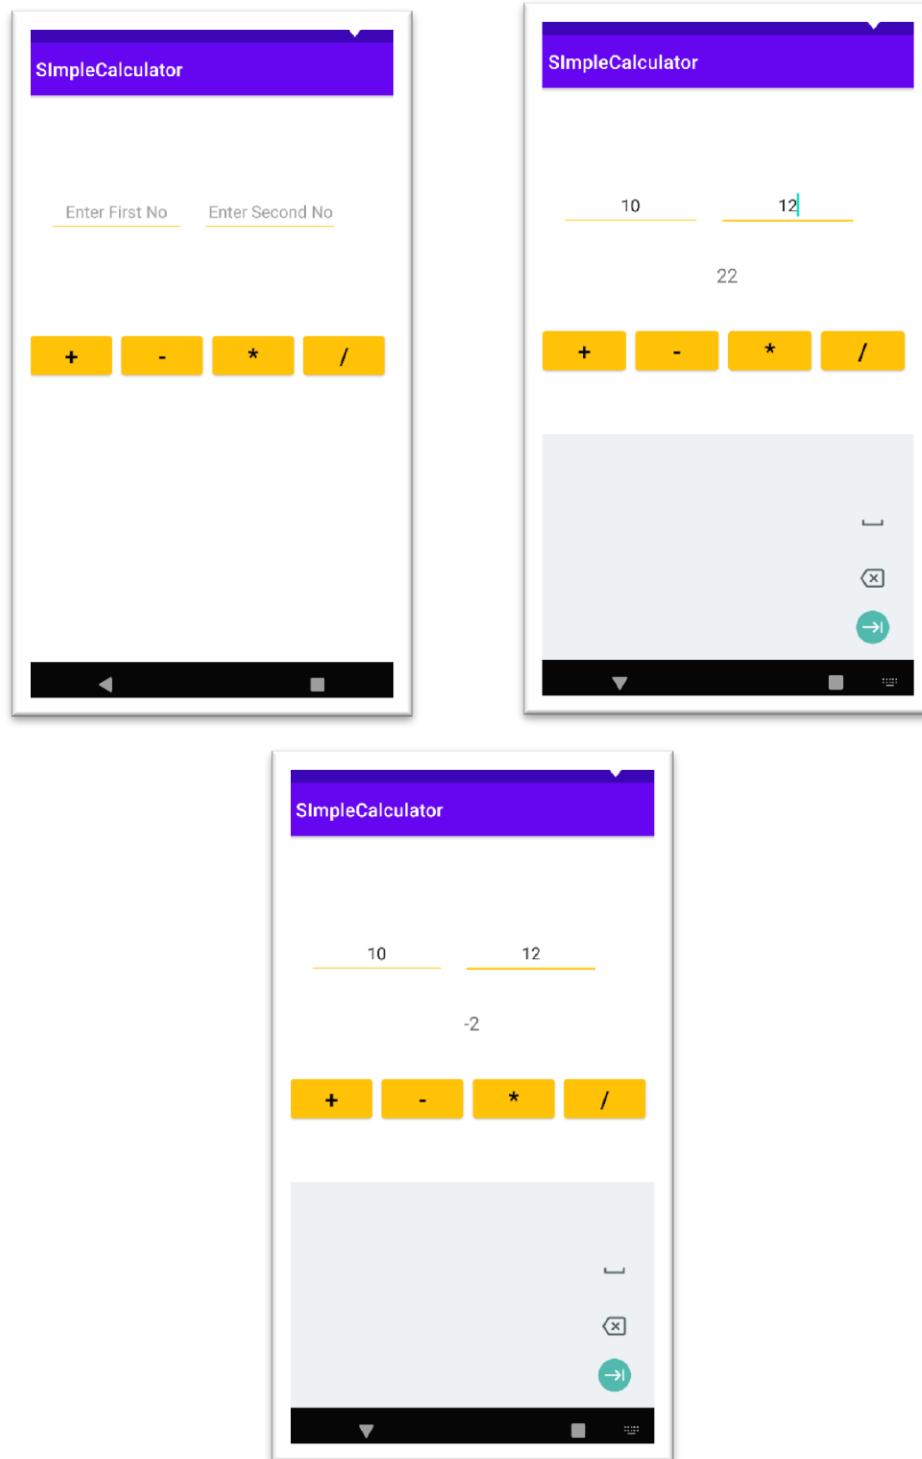 SImpleCalculator
Enter First No Enter Second No
+ - * /
SImpleCalculator
10 12
22
+ - * /
SImpleCalculator
10 12
-2
+ - * /